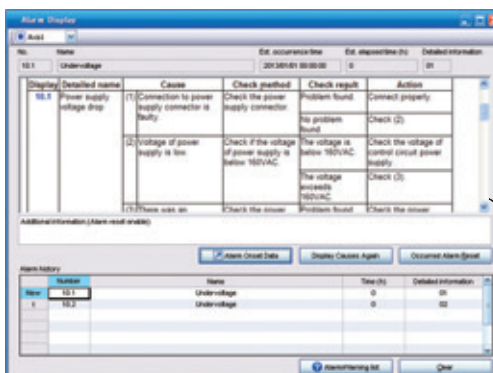 Alarm Display
Axis1
No. Name Est. occurrence time Est. elapsed time (h) Detailed information
10.1 Undervoltage 2013/01/01 00:00:00 0 01
Display Detailed name Cause Check method Check result Action
10.1 Power supply voltage drop (1) Connection to power supply connector is faulty. Check the power supply connector. Problem found. Connect properly.
No problem found. Check (2)
(2) Voltage of power supply is low. Check if the voltage of power supply is below 160VAC. The voltage is below 160VAC. Check the voltage of control circuit power supply.
The voltage exceeds 160VAC. Check (3)
(3) There was an Check the power Problem found Check the power
Additional information (Alarm reset enable)
Alarm Onset Data Display Causes Again Occurred Alarm Reset
Alarm history
Number Name Time (h) Detailed information
New 10.1 Undervoltage 0 01
1 10.2 Undervoltage 0 02
Alarm/Warning list Clear